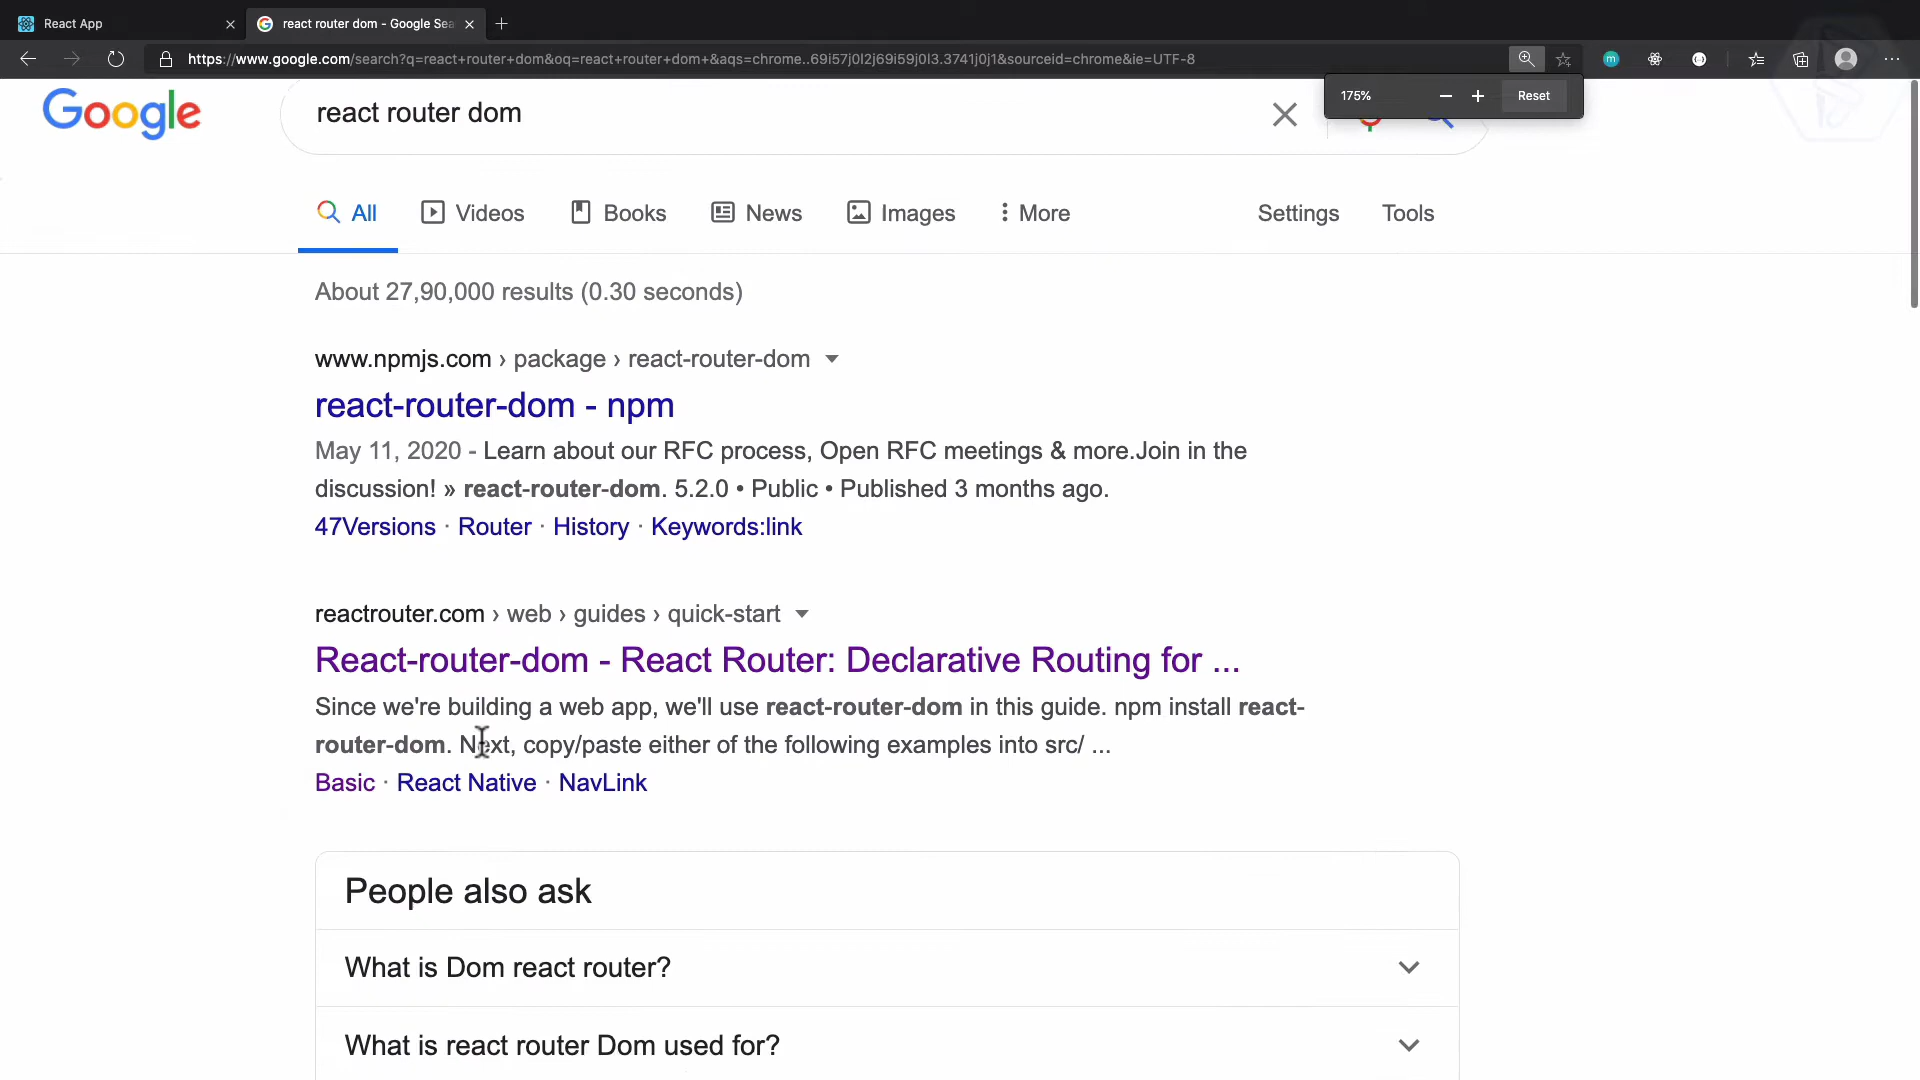 React App
react router dom - Google Sea
https://www.google.com/search?q=react+router+dom&oq=react+router+dom+&aqs=chrome..69i57j0l2j69i59j0l3.3741j0j1&sourceid=chrome&ie=UTF-8
175%
Reset
Google
react router dom
All
Videos
Books
News
Images
More
Settings
Tools
About 27,90,000 results (0.30 seconds)
www.npmjs.com › package › react-router-dom
react-router-dom - npm
May 11, 2020 - Learn about our RFC process, Open RFC meetings & more.Join in the
discussion! » react-router-dom. 5.2.0 • Public • Published 3 months ago.
47Versions · Router · History · Keywords:link
reactrouter.com › web › guides › quick-start
React-router-dom - React Router: Declarative Routing for ...
Since we're building a web app, we'll use react-router-dom in this guide. npm install react-
router-dom. Next, copy/paste either of the following examples into src/ ...
Basic · React Native · NavLink
People also ask
What is Dom react router?
What is react router Dom used for?